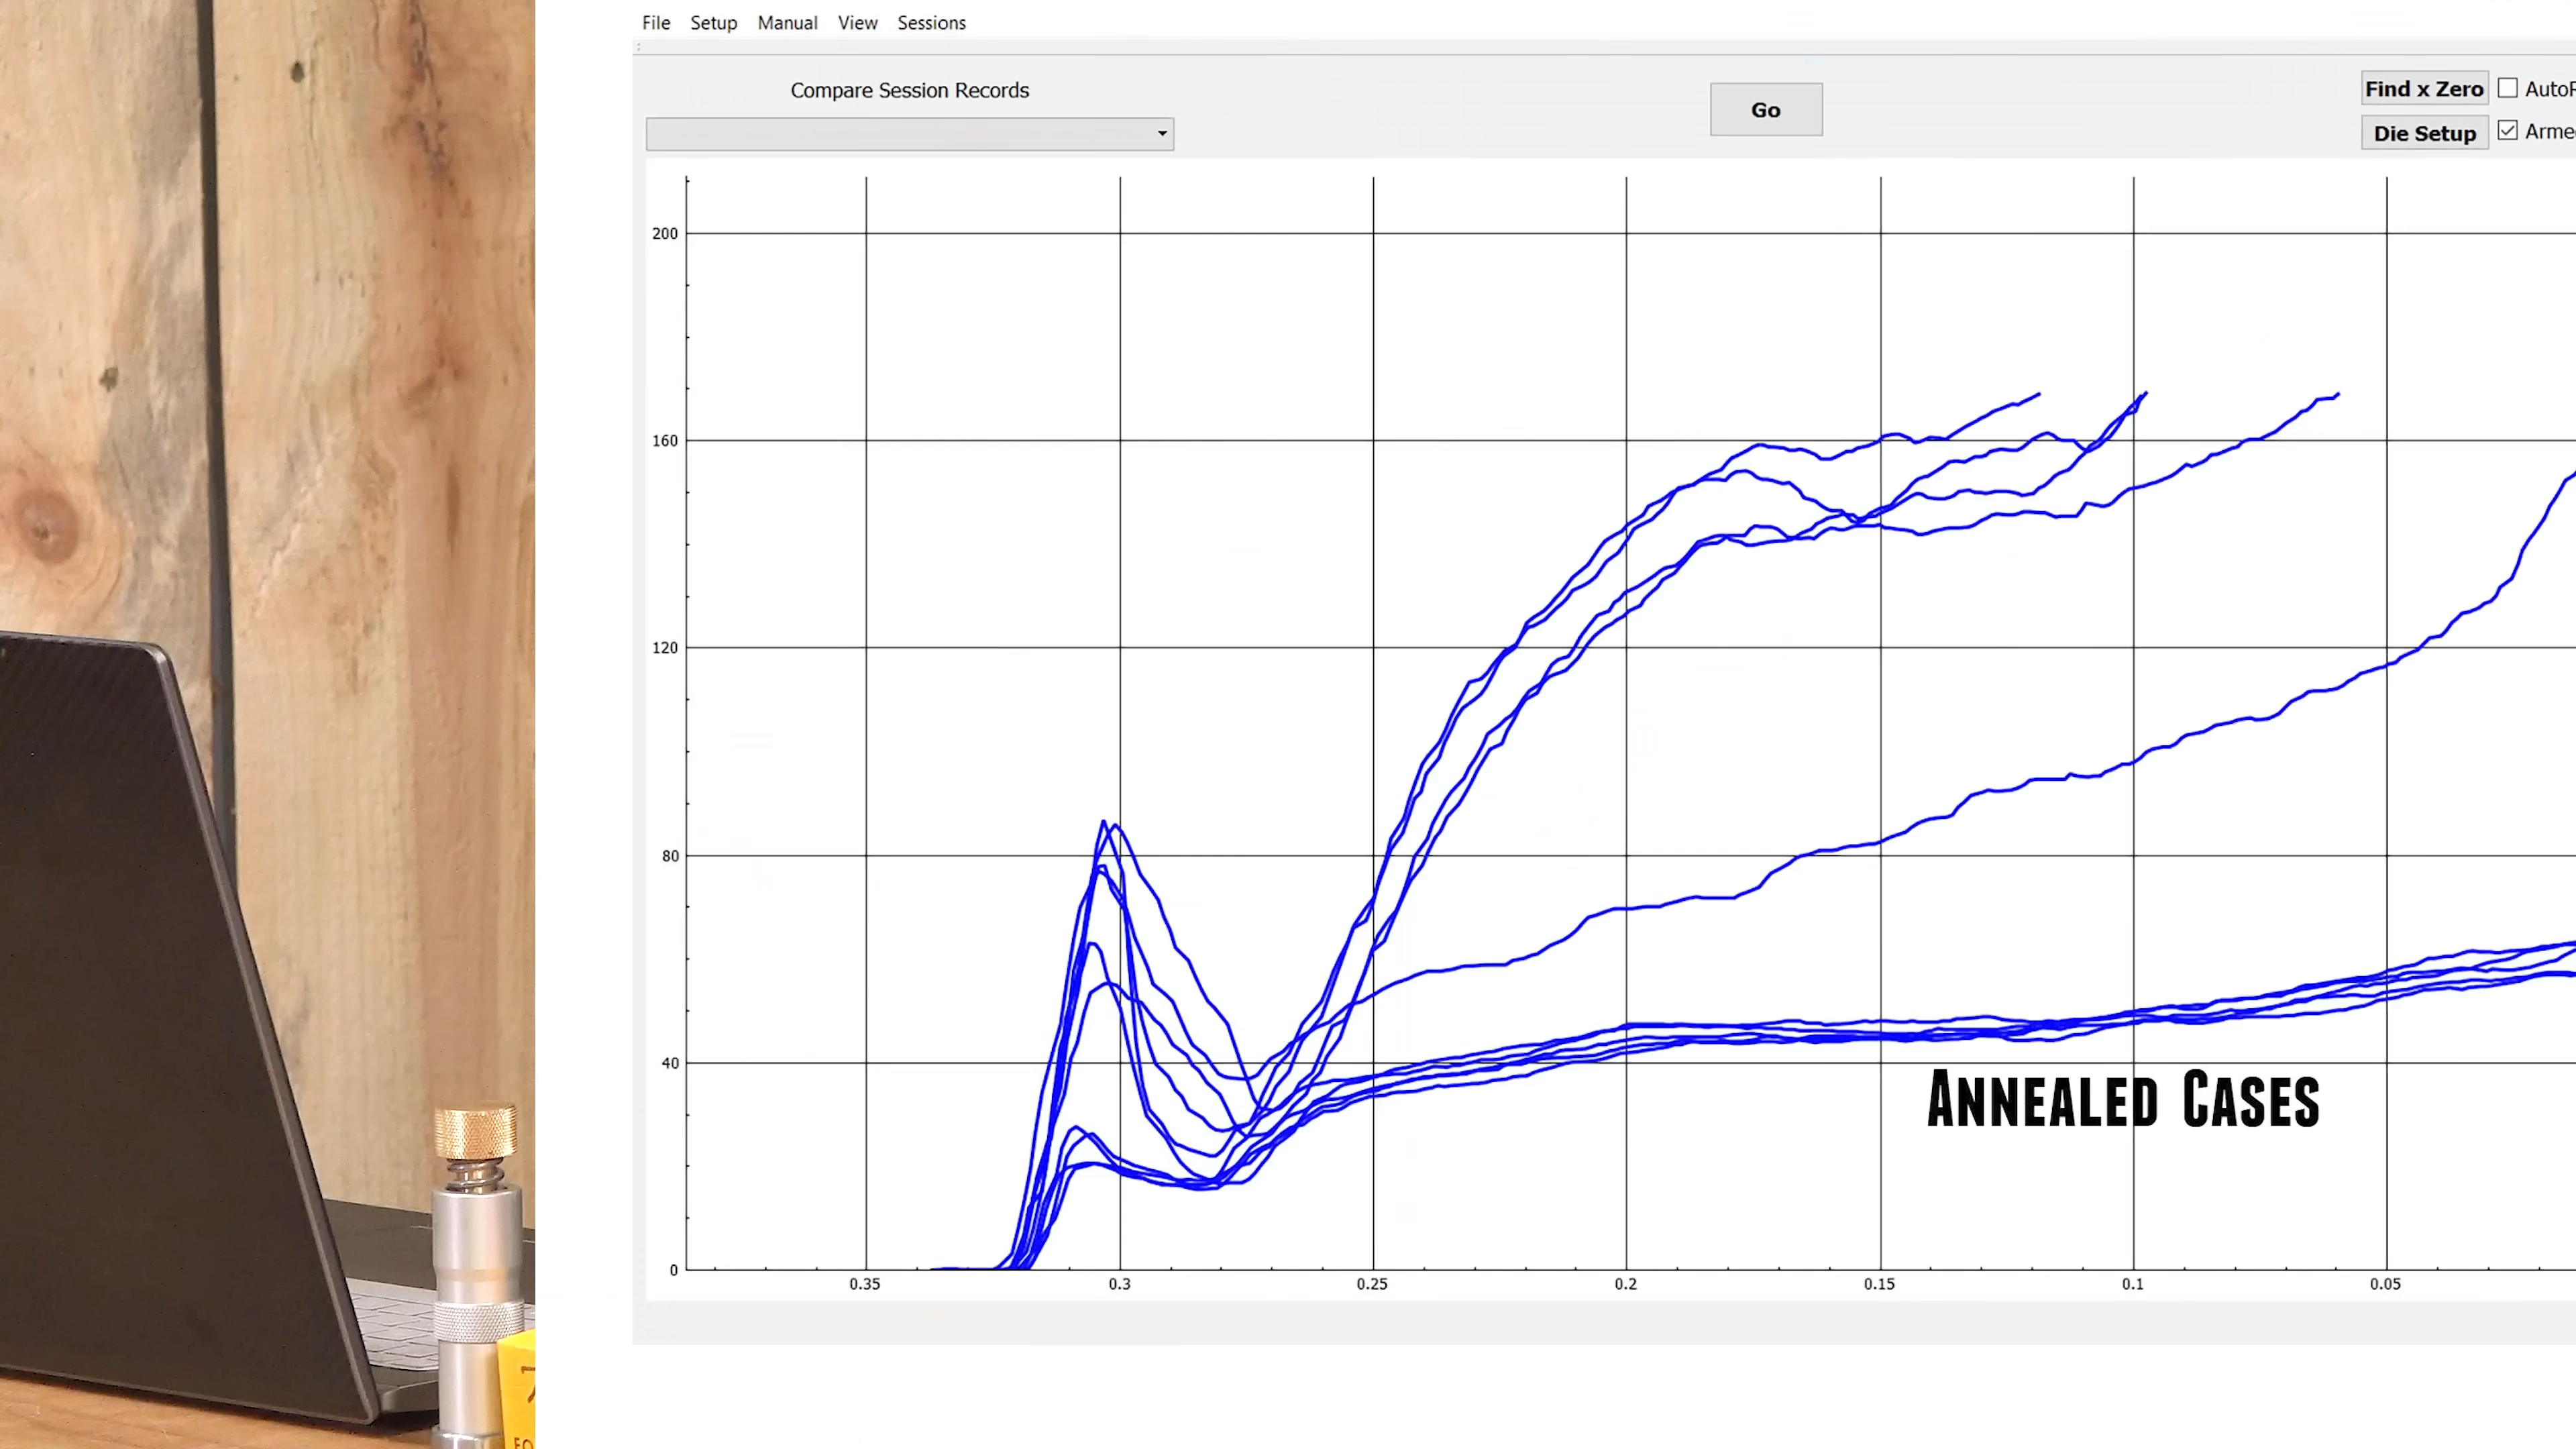 File Setup Manual View Sessions
Compare Session Records
Go
Find x Zero
Die Setup
Arme
200
160
120
80
40
0
0.35 0.3 0.25 0.2 0.15 0.1 0.05
Annealed Cases